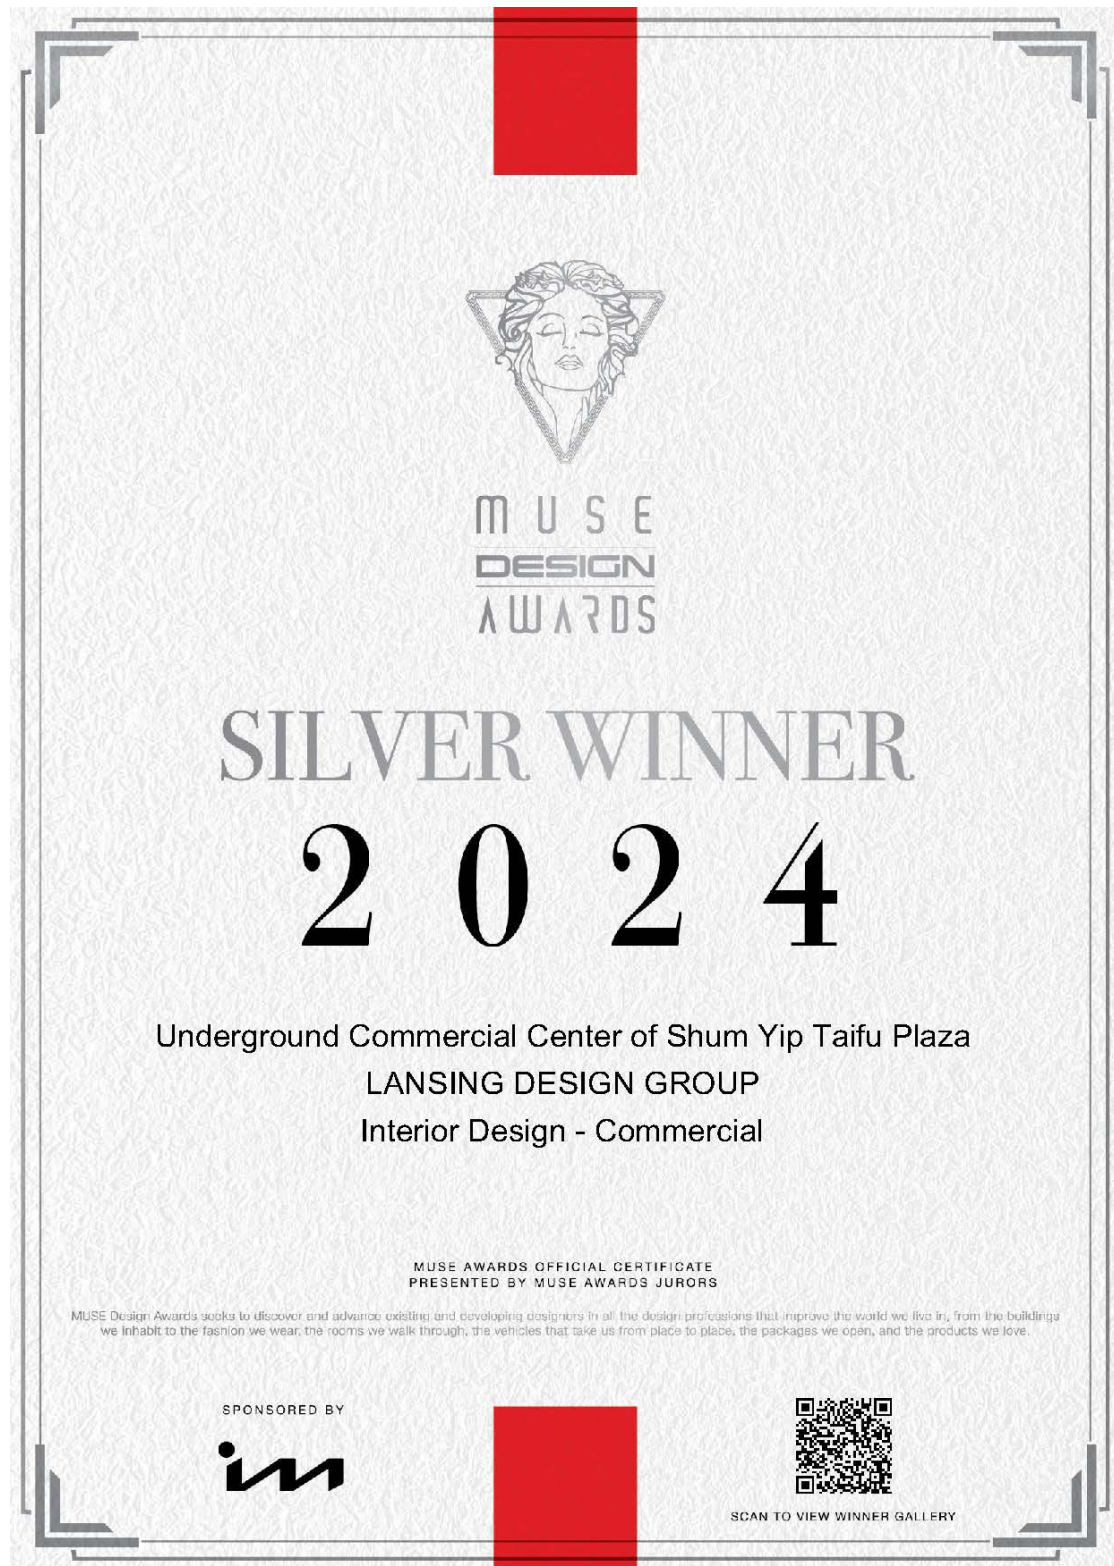 MUSE
DESIGN
AWARDS
SILVER WINNER
2024
Underground Commercial Center of Shum Yip Taifu Plaza
LANSING DESIGN GROUP
Interior Design - Commercial
MUSE AWARDS OFFICIAL CERTIFICATE
PRESENTED BY MUSE AWARDS JURORS
MUSE Design Awards seeks to discover and advance existing and developing designers in all the design professions that improve the world we live in, from the buildings
we inhabit to the fashion we wear, the rooms we walk through, the vehicles that take us from place to place, the packages we open, and the products we love.
SPONSORED BY
im
SCAN TO VIEW WINNER GALLERY